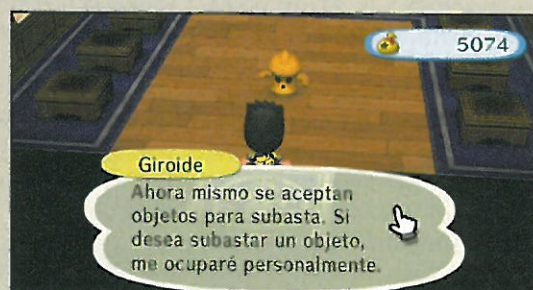 5074
Giroide
Ahora mismo se aceptan
objetos para subasta. Si
desea subastar un objeto,
me ocuparé personalmente.